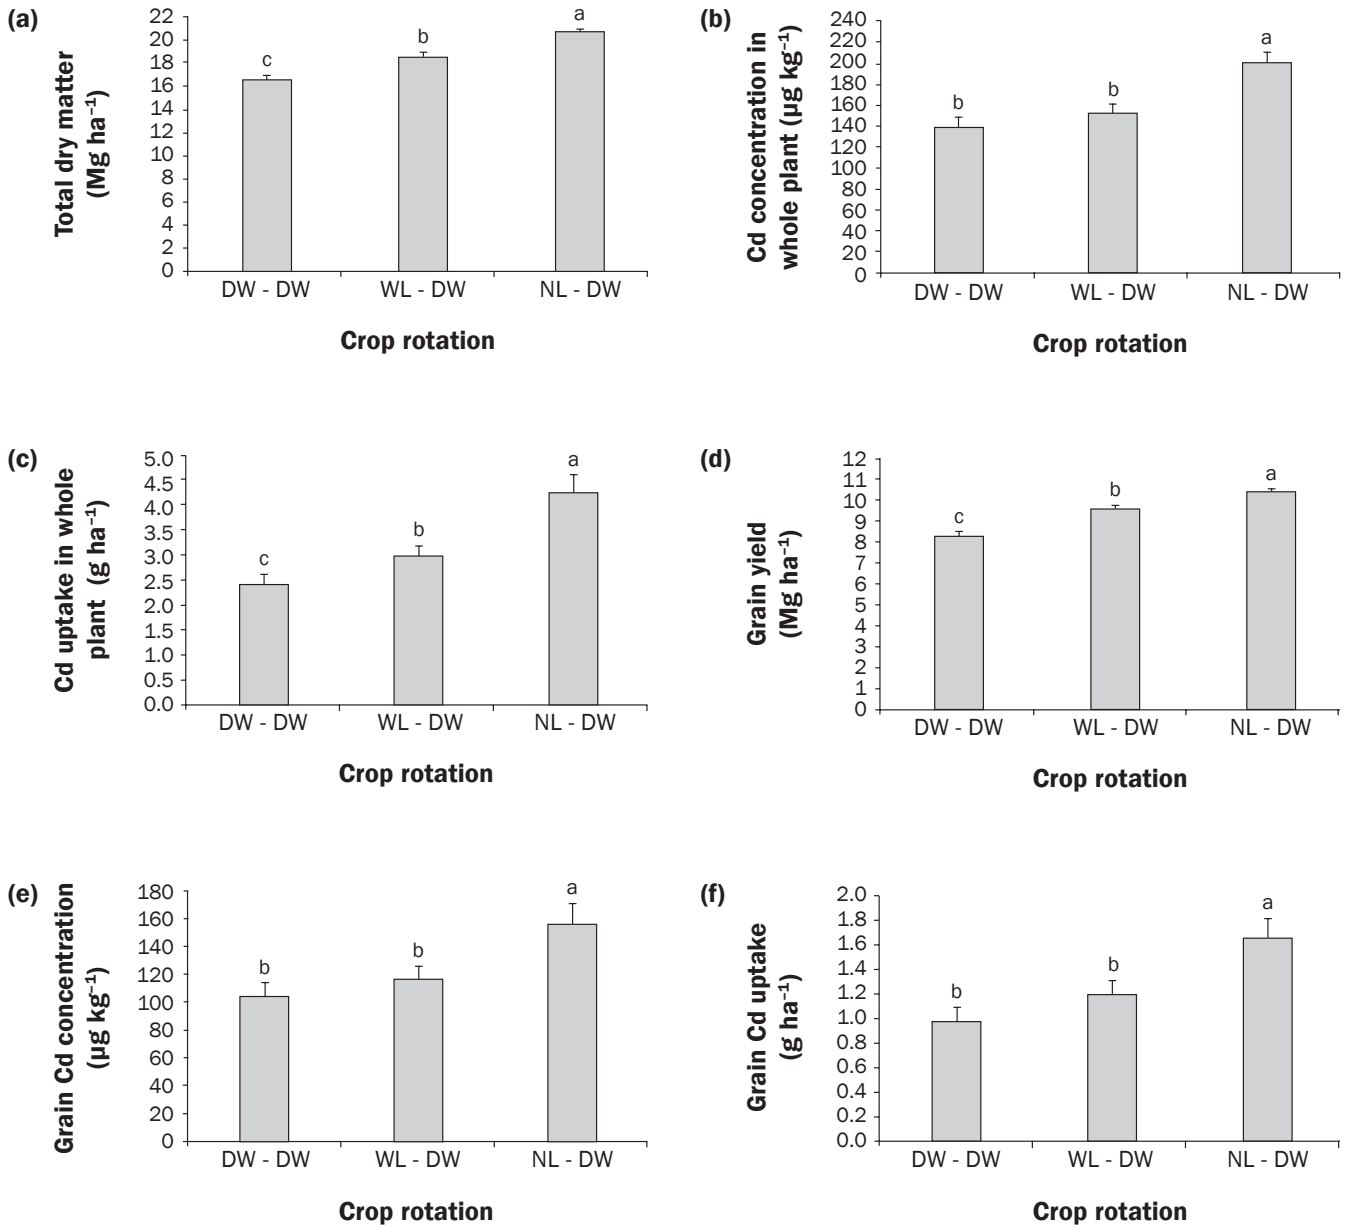 (a)
Total dry matter
(Mg ha⁻¹)
22
20
18
16
14
12
10
8
6
4
2
0
c
b
a
DW - DW
WL - DW
NL - DW
Crop rotation
(b)
Cd concentration in
whole plant (µg kg⁻¹)
240
220
200
180
160
140
120
100
80
60
40
20
0
b
b
a
DW - DW
WL - DW
NL - DW
Crop rotation
(c)
Cd uptake in whole
plant (g ha⁻¹)
5.0
4.5
4.0
3.5
3.0
2.5
2.0
1.5
1.0
0.5
0.0
c
b
a
DW - DW
WL - DW
NL - DW
Crop rotation
(d)
Grain yield
(Mg ha⁻¹)
12
11
10
9
8
7
6
5
4
3
2
1
0
c
b
a
DW - DW
WL - DW
NL - DW
Crop rotation
(e)
Grain Cd concentration
(µg kg⁻¹)
180
160
140
120
100
80
60
40
20
0
b
b
a
DW - DW
WL - DW
NL - DW
Crop rotation
(f)
Grain Cd uptake
(g ha⁻¹)
2.0
1.8
1.6
1.4
1.2
1.0
0.8
0.6
0.4
0.2
0.0
b
b
a
DW - DW
WL - DW
NL - DW
Crop rotation